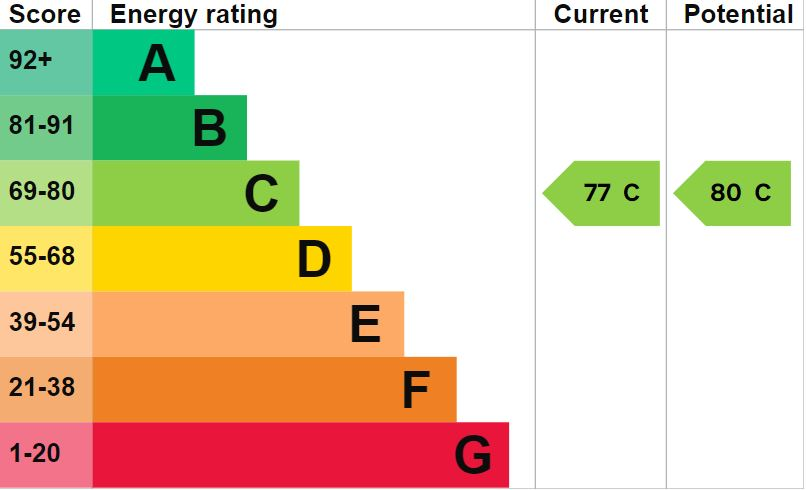 Score Energy rating Current Potential
92+ A
81-91 B
69-80 C 77 C 80 C
55-68 D
39-54 E
21-38 F
1-20 G